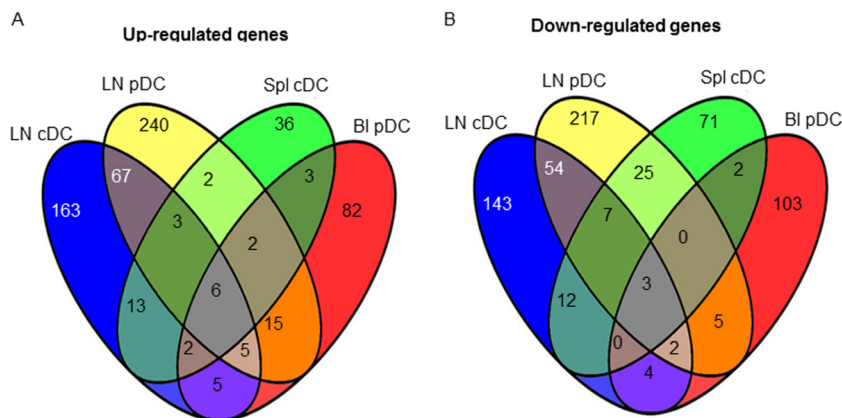 A
Up-regulated genes
LN pDC
Spl cDC
LN cDC
Bl pDC
240
36
67
2
3
163
3
82
2
6
13
15
2
5
5
B
Down-regulated genes
LN pDC
Spl cDC
LN cDC
Bl pDC
217
71
54
25
2
143
7
103
0
3
12
5
0
2
4